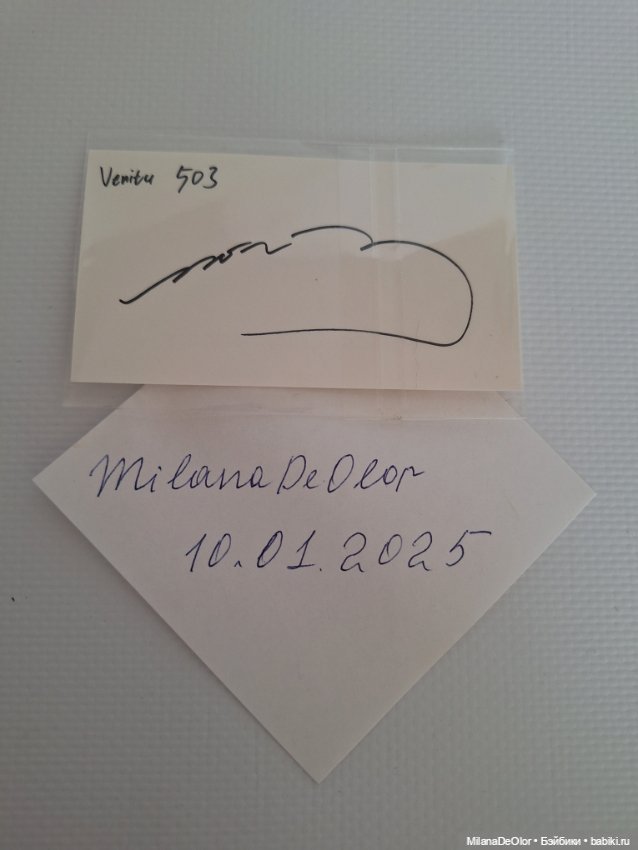 Venitu 503
MilanaDeOlor
10.01.2025
MilanaDeOlor • Бэйбики • babiki.ru